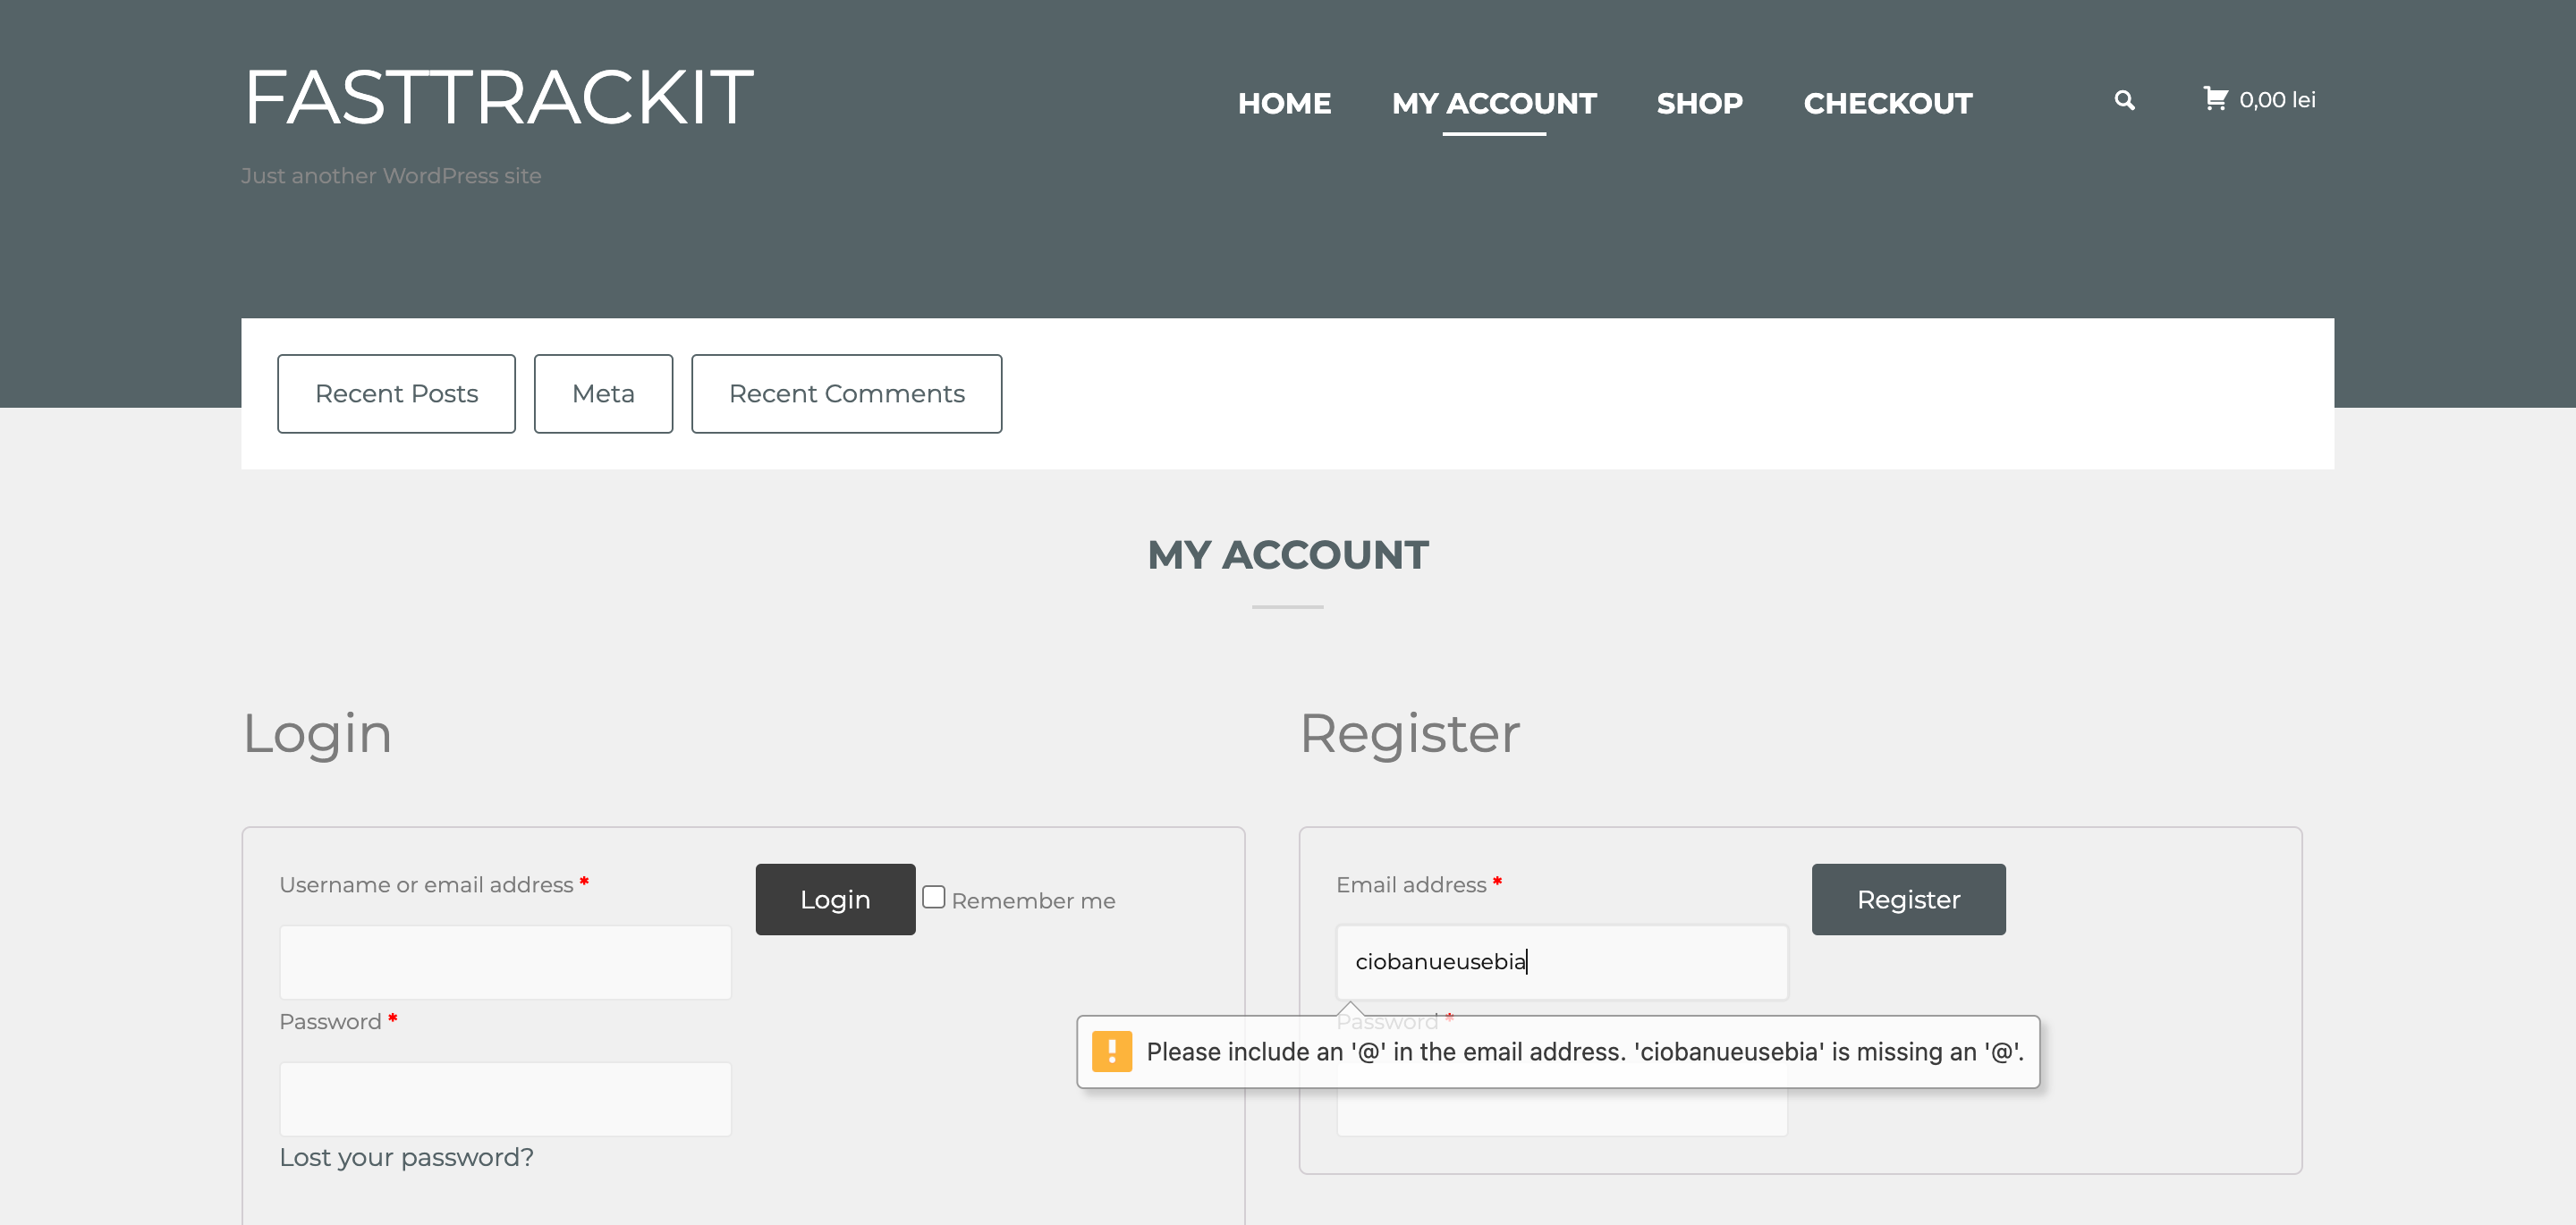 FASTTRACKIT
HOME MY ACCOUNT SHOP CHECKOUT 0,00 lei
Just another WordPress site
Recent Posts Meta Recent Comments
MY ACCOUNT
Login
Username or email address *
Login Remember me
Password *
Lost your password?
Register
Email address *
Register
ciobanueusebia
Password *
! Please include an '@' in the email address. 'ciobanueusebia' is missing an '@'.